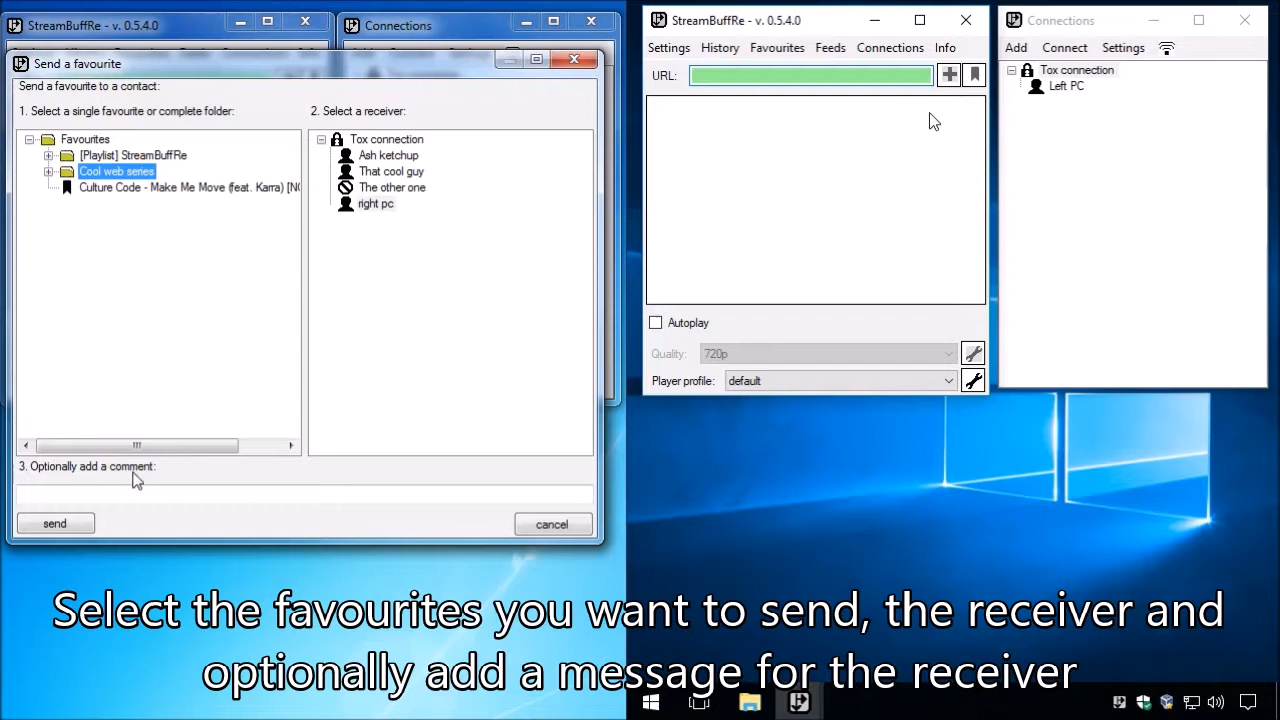 StreamBuffRe - v. 0.5.4.0
Connections
Send a favourite
Send a favourite to a contact:
1. Select a single favourite or complete folder:
2. Select a receiver:
Favourites
[Playlist] StreamBuffRe
Cool web series
Culture Code - Make Me Move (feat. Karra) [NC
Tox connection
Ash ketchup
That cool guy
The other one
right pc
3. Optionally add a comment:
send
cancel
StreamBuffRe - v. 0.5.4.0
Settings History Favourites Feeds Connections Info
URL:
Autoplay
Quality: 720p
Player profile: default
Connections
Add Connect Settings
Tox connection
Left PC
Select the favourites you want to send, the receiver and
optionally add a message for the receiver